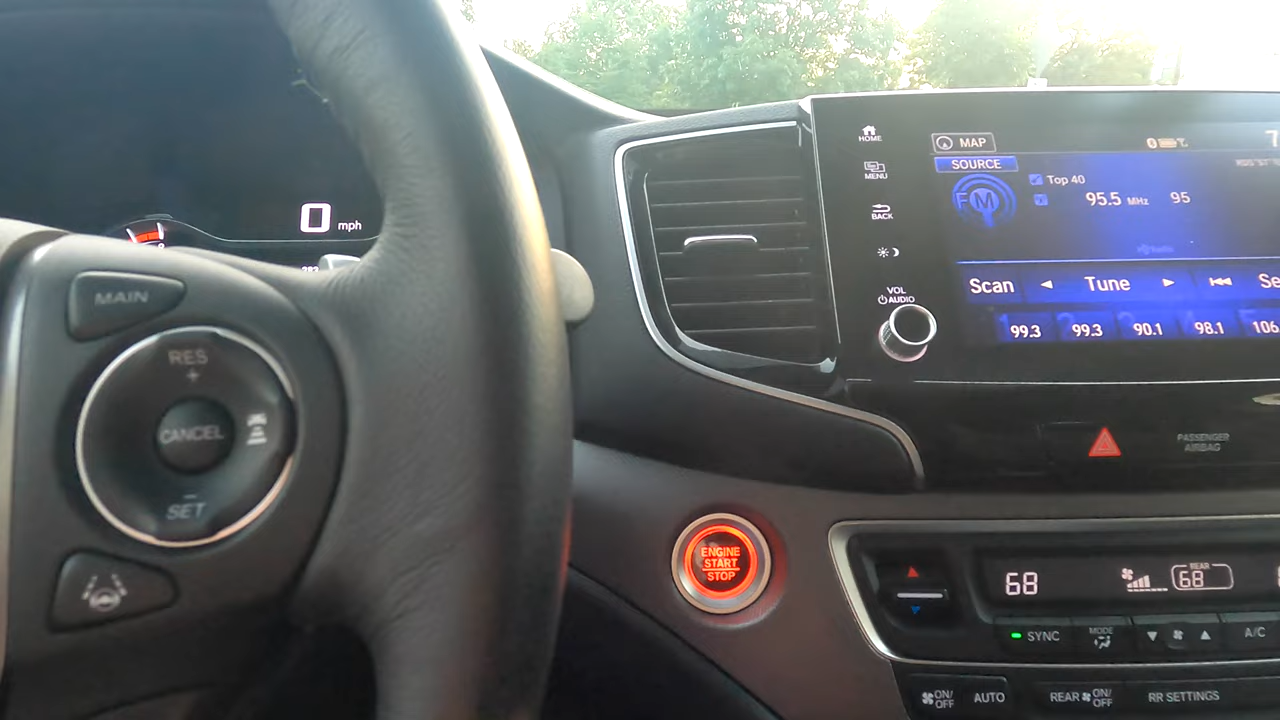 0 mph
MAIN
RES
+
CANCEL
−
SET
HOME
MENU
BACK
VOL
AUDIO
MAP
SOURCE
FM
Top 40
95.5 MHz 95
Scan Tune
99.3 99.3 90.1 98.1
PASSENGER
AIRBAG
ENGINE
START
STOP
68
REAR
68
SYNC MODE A/C
ON/
OFF
AUTO
REAR ON/
OFF
RR SETTINGS